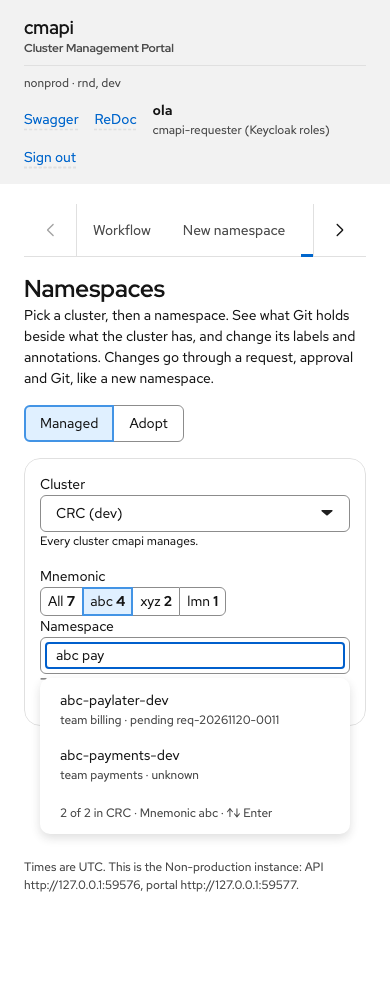 cmapi
Cluster Management Portal
nonprod · rnd, dev
Swagger
ReDoc
ola
cmapi-requester (Keycloak roles)
Sign out
Workflow
New namespace
Namespaces
Pick a cluster, then a namespace. See what Git holds
beside what the cluster has, and change its labels and
annotations. Changes go through a request, approval
and Git, like a new namespace.
Managed
Adopt
Cluster
CRC (dev)
Every cluster cmapi manages.
Mnemonic
All 7
abc 4
xyz 2
lmn 1
Namespace
abc pay
abc-paylater-dev
team billing · pending req-20261120-0011
abc-payments-dev
team payments · unknown
2 of 2 in CRC · Mnemonic abc · ↑↓ Enter
Times are UTC. This is the Non-production instance: API
http://127.0.0.1:59576, portal http://127.0.0.1:59577.